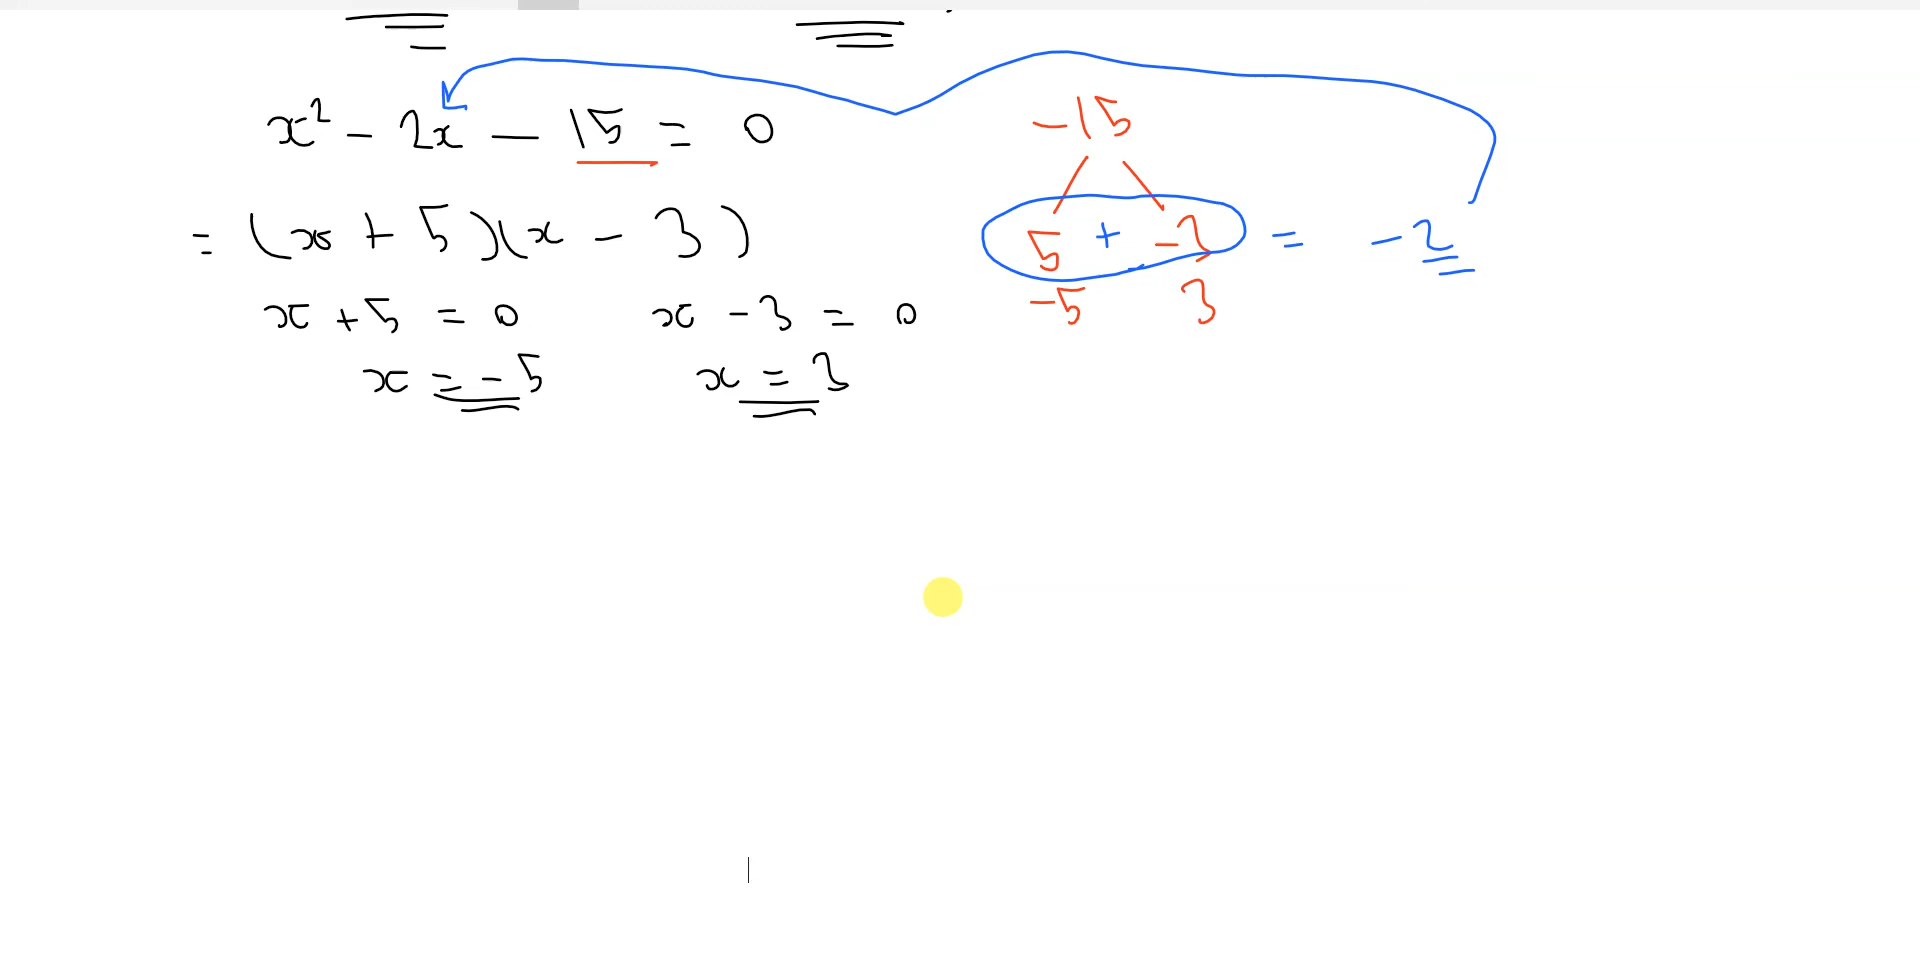 x² - 2x - 15 = 0
= (x + 5)(x - 3)
x + 5 = 0 x - 3 = 0
x = - 5 x = 3
-15
5 + -3 = -2
-5 3